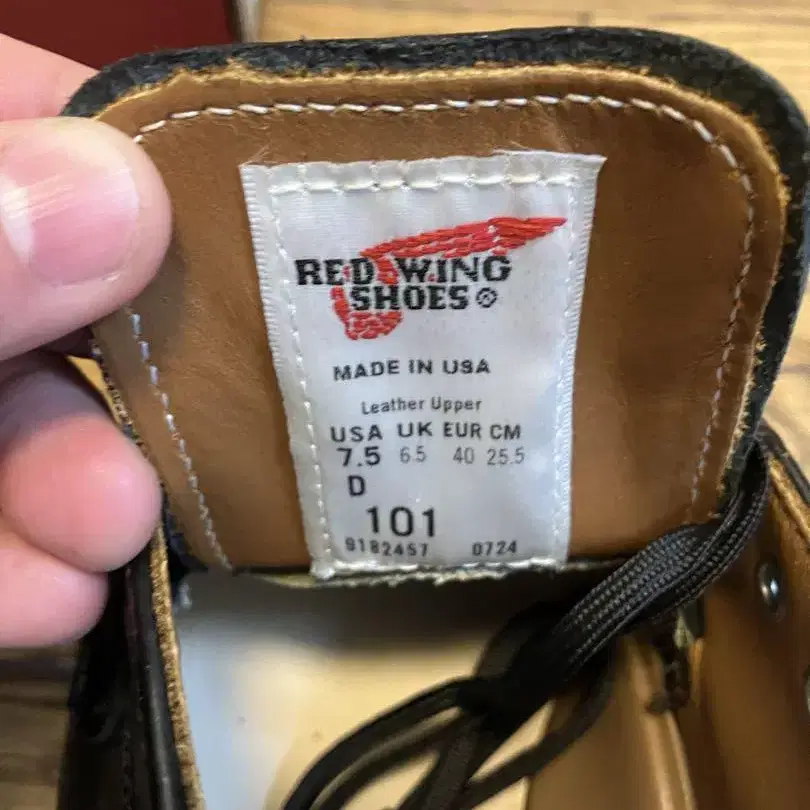 RED WING
SHOES
MADE IN USA
Leather Upper
USA UK EUR CM
7.5 6.5 40 25.5
D
101
9182457 0724